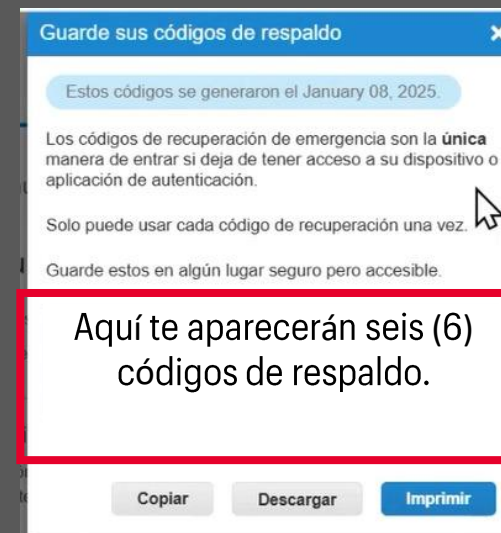 Guarde sus códigos de respaldo
Estos códigos se generaron el January 08, 2025.
Los códigos de recuperación de emergencia son la única
manera de entrar si deja de tener acceso a su dispositivo o
aplicación de autenticación.
Solo puede usar cada código de recuperación una vez.
Guarde estos en algún lugar seguro pero accesible.
Aquí te aparecerán seis (6)
códigos de respaldo.
Copiar Descargar Imprimir